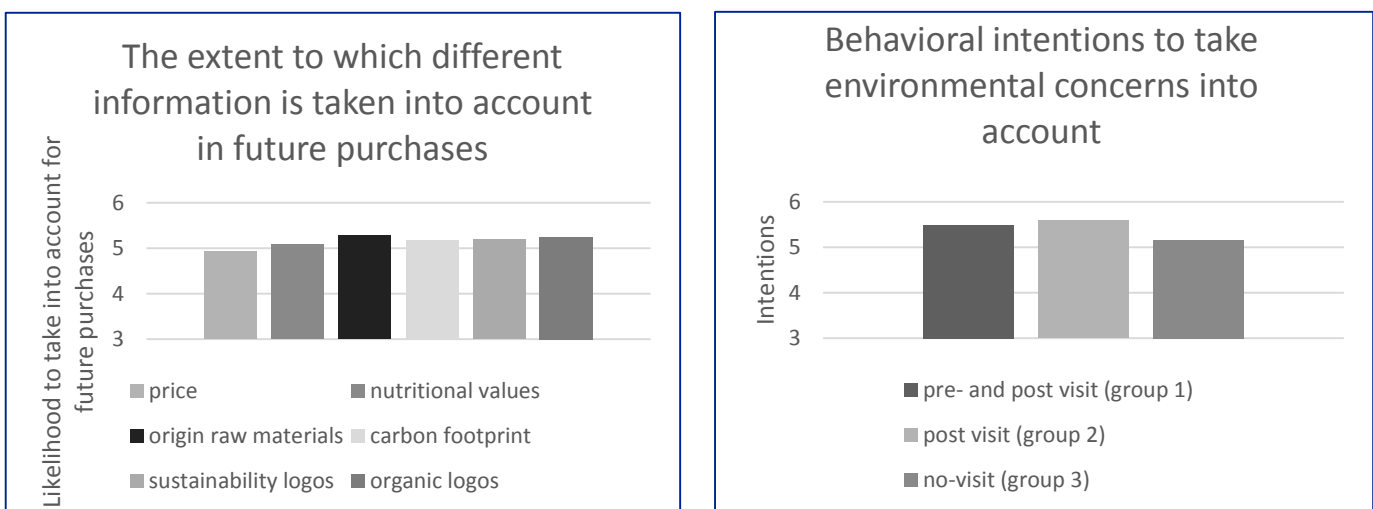 The extent to which different
information is taken into account
in future purchases
Likelihood to take into account for
future purchases
6
5
4
3
price
nutritional values
origin raw materials
carbon footprint
sustainability logos
organic logos
Behavioral intentions to take
environmental concerns into
account
Intentions
6
5
4
3
pre- and post visit (group 1)
post visit (group 2)
no-visit (group 3)